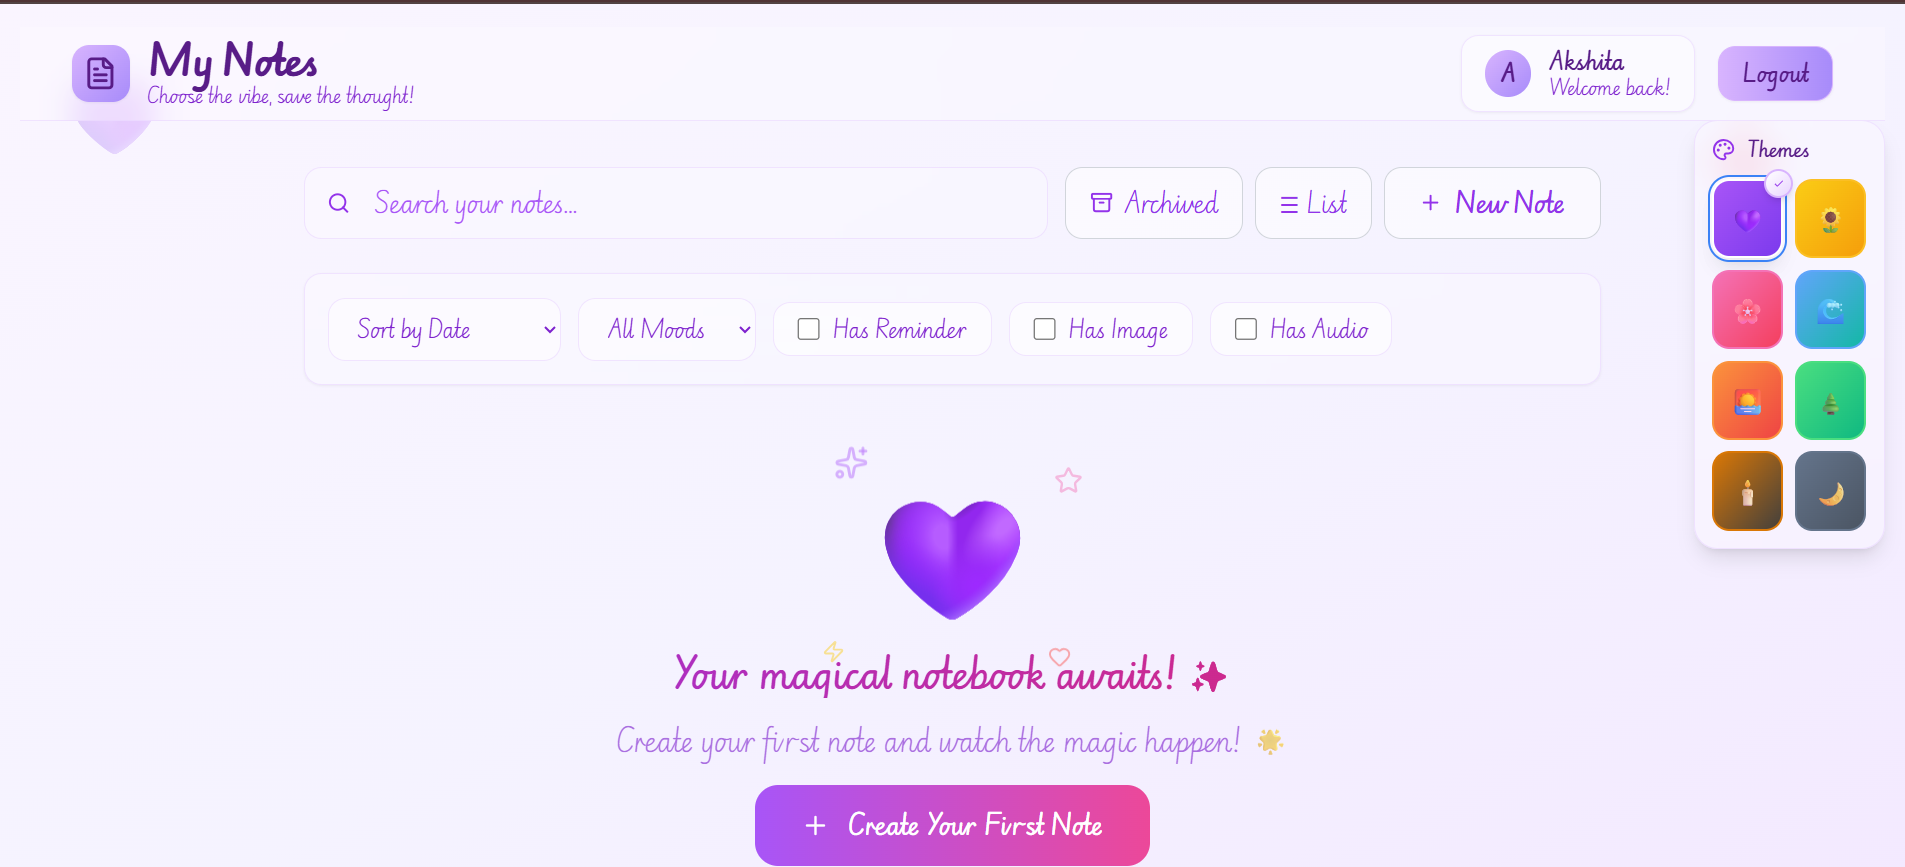 My Notes
Choose the vibe, save the thought!
A
Akshita
Welcome back!
Logout
Themes
Search your notes...
Archived
List
+ New Note
Sort by Date
All Moods
Has Reminder
Has Image
Has Audio
Your magical notebook awaits! ✨
Create your first note and watch the magic happen! 🌟
+ Create Your First Note